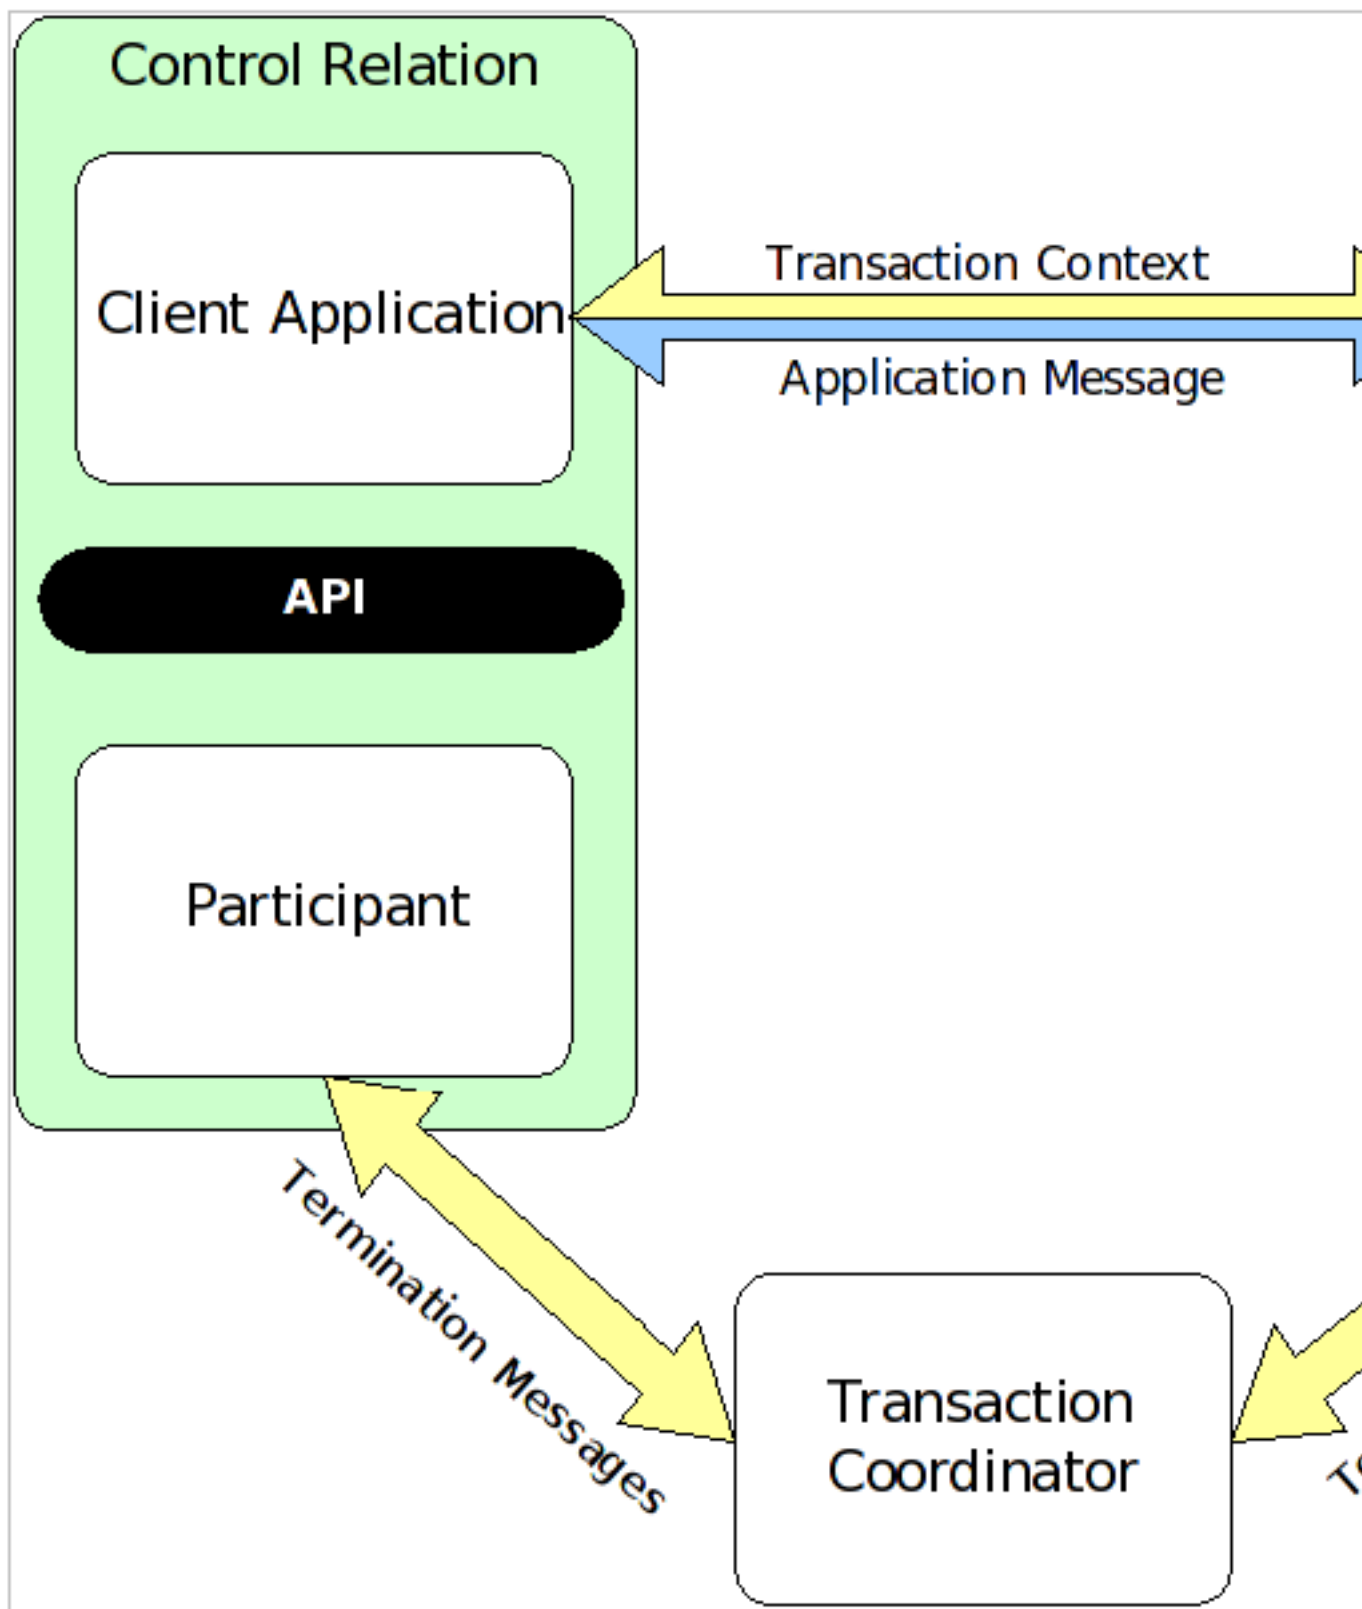 Control Relation
Client Application
Transaction Context
Application Message
API
Participant
Termination Messages
Transaction
Coordinator